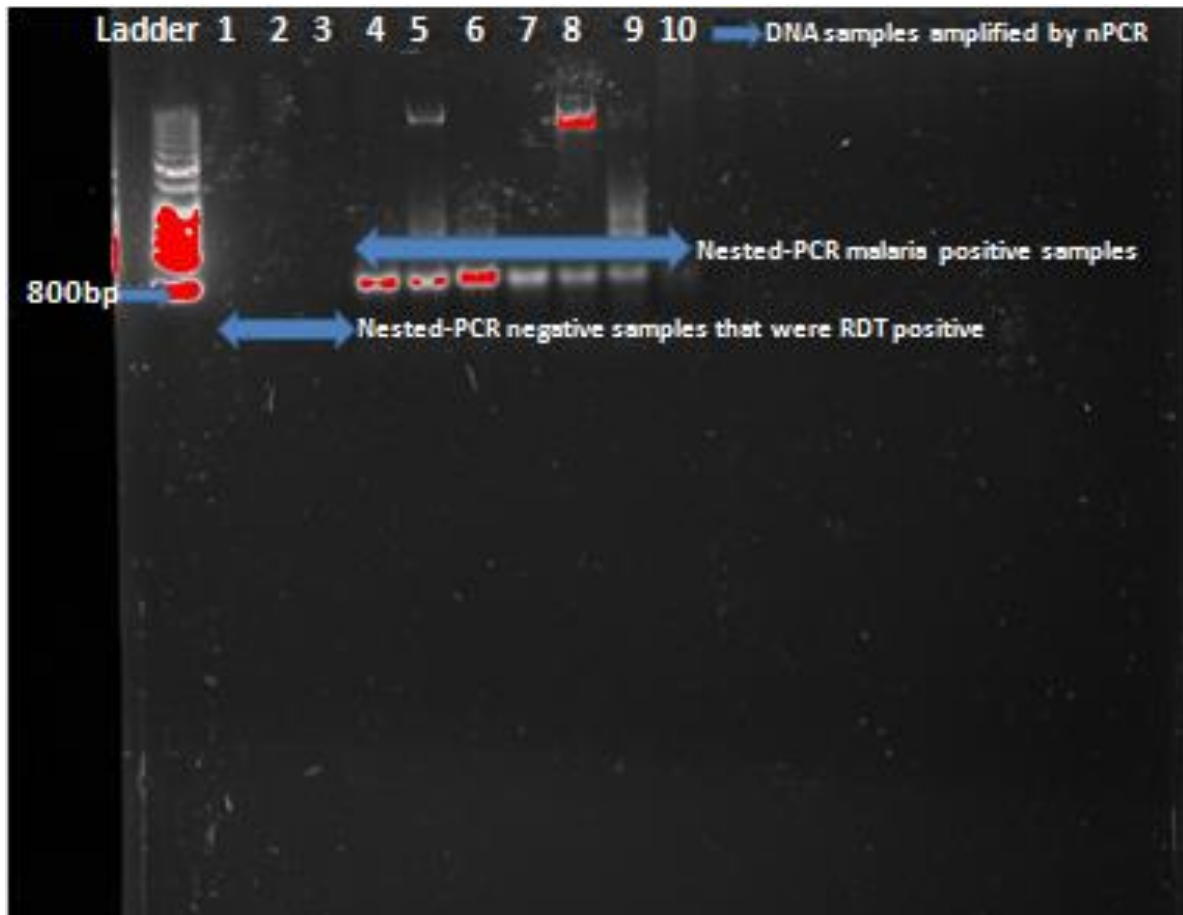 Ladder 1 2 3 4 5 6 7 8 9 10 DNA samples amplified by nPCR
Nested-PCR malaria positive samples
800bp
Nested-PCR negative samples that were RDT positive